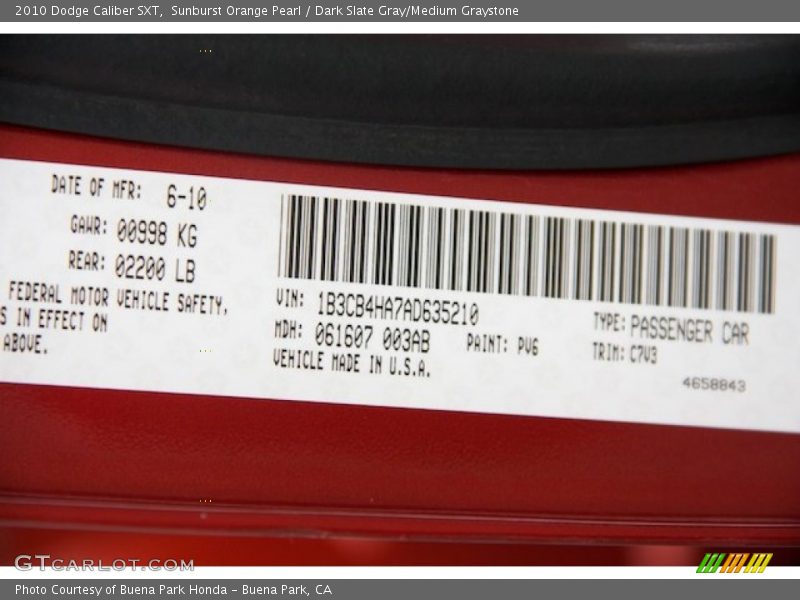 2010 Dodge Caliber SXT,  Sunburst Orange Pearl / Dark Slate Gray/Medium Graystone
DATE OF MFR: 6-10
GAWR: 00998 KG
REAR: 02200 LB
FEDERAL MOTOR VEHICLE SAFETY,
S IN EFFECT ON
ABOVE.
VIN: 1B3CB4HA7AD635210
MDH: 061607 003AB
PAINT: PV6
VEHICLE MADE IN U.S.A.
TYPE: PASSENGER CAR
TRIM: C7V3
4658843
GTCARLOT.COM
Photo Courtesy of Buena Park Honda - Buena Park, CA